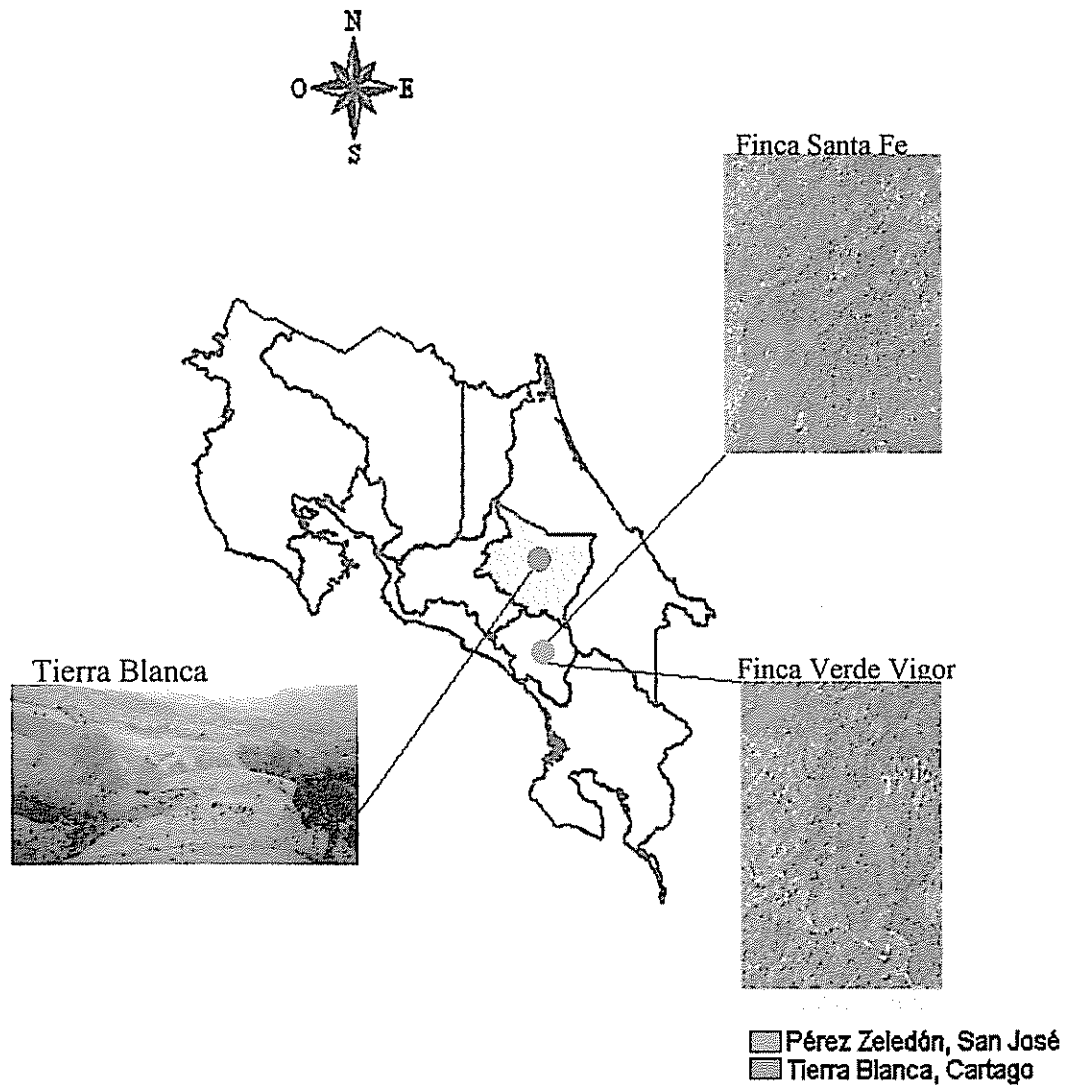 N
O E
S
Finca Santa Fe
Tierra Blanca
Finca Verde Vigor
Pérez Zeledón, San José
Tierra Blanca, Cartago